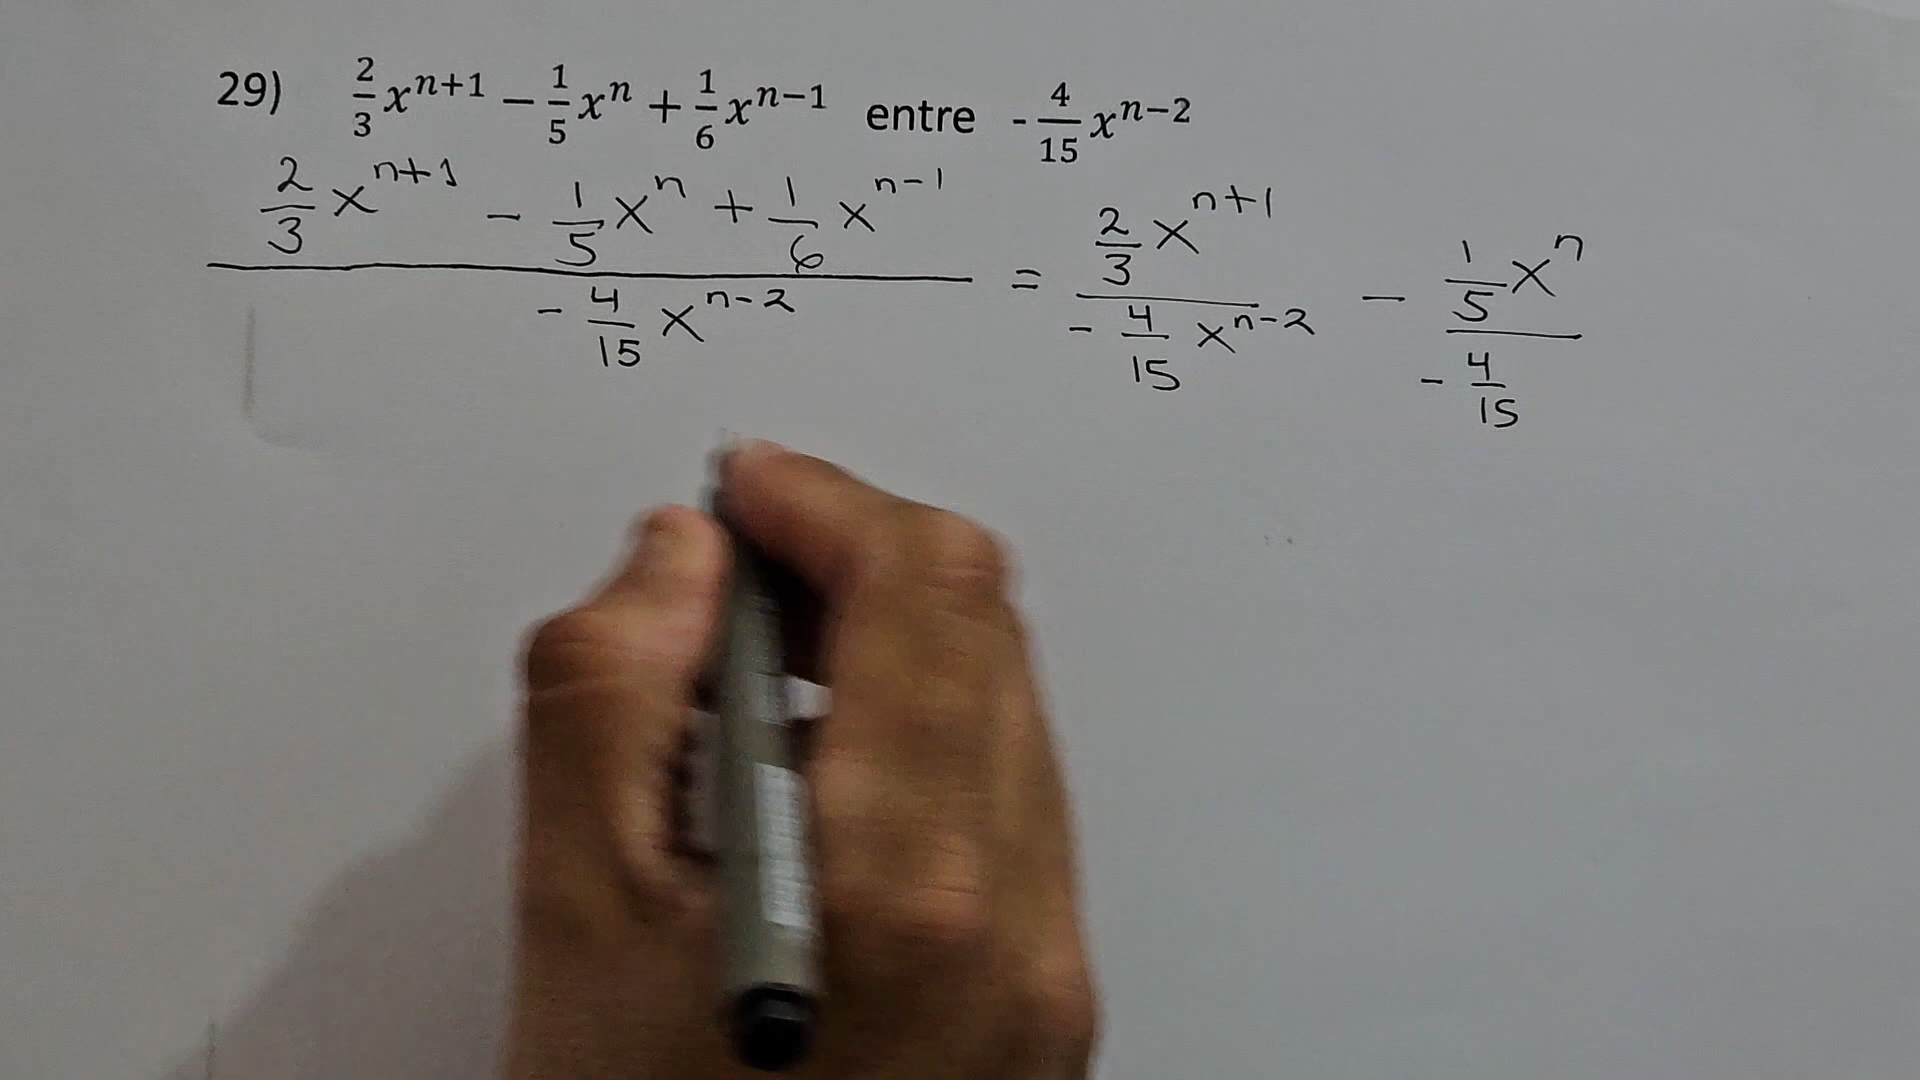 29) 2/3 x^{n+1} − 1/5 x^n + 1/6 x^{n−1} entre -4/15 x^{n−2}
(2/3 x^{n+1} - 1/5 x^n + 1/6 x^{n-1}) / (-4/15 x^{n-2}) = (2/3 x^{n+1}) / (-4/15 x^{n-2}) - (1/5 x^n) / (-4/15)